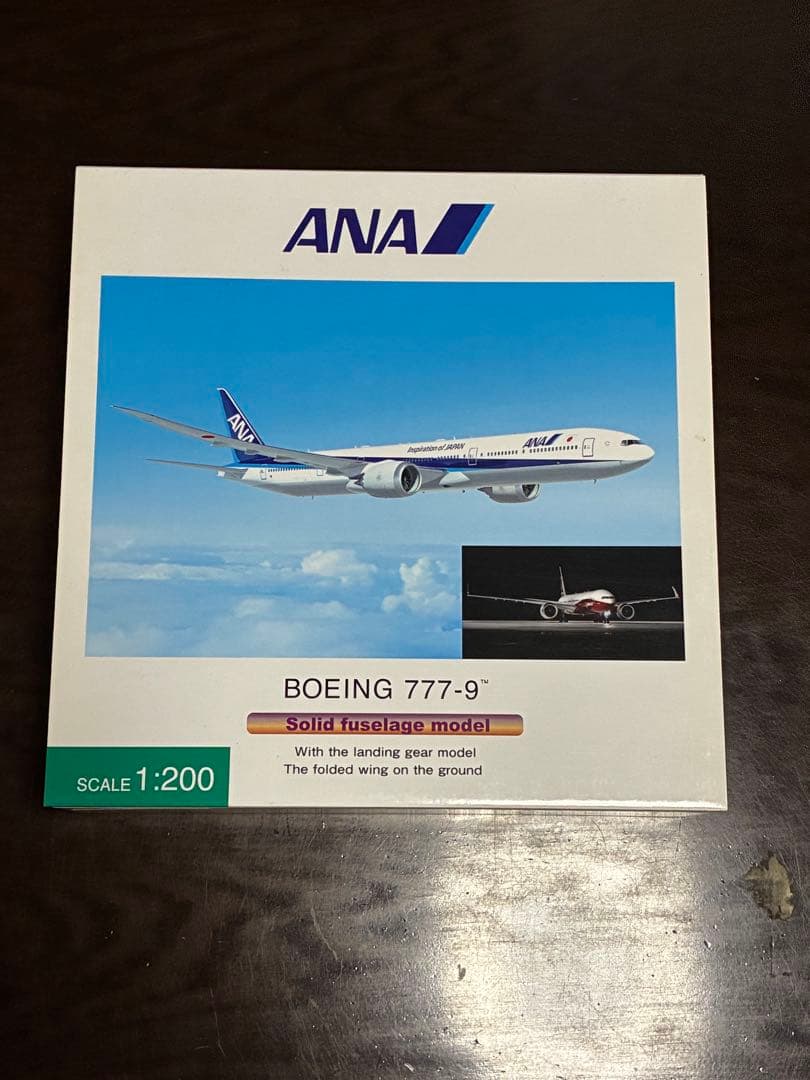 ANA
ANA
Inspiration of JAPAN
ANA
BOEING 777-9™
Solid fuselage model
With the landing gear model
The folded wing on the ground
SCALE 1:200